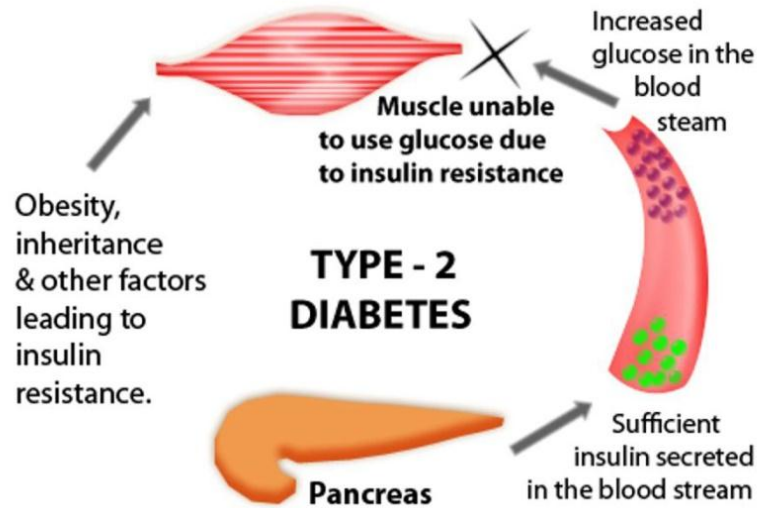 Increased
glucose in the
blood
steam
Muscle unable
to use glucose due
to insulin resistance
Obesity,
inheritance
& other factors
leading to
insulin
resistance.
TYPE - 2
DIABETES
Sufficient
insulin secreted
in the blood stream
Pancreas